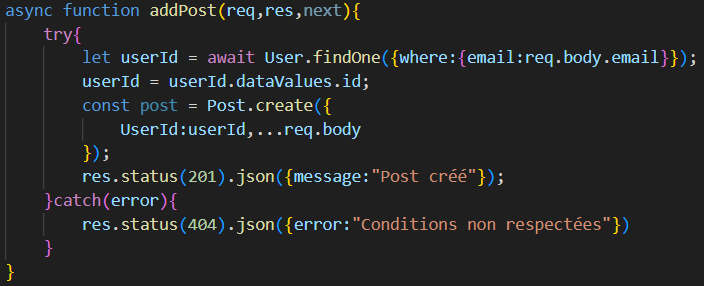 async function addPost(req,res,next){
try{
let userId = await User.findOne({where:{email:req.body.email}});
userId = userId.dataValues.id;
const post = Post.create({
UserId:userId,...req.body
});
res.status(201).json({message:"Post créé"});
}catch(error){
res.status(404).json({error:"Conditions non respectées"})
}
}